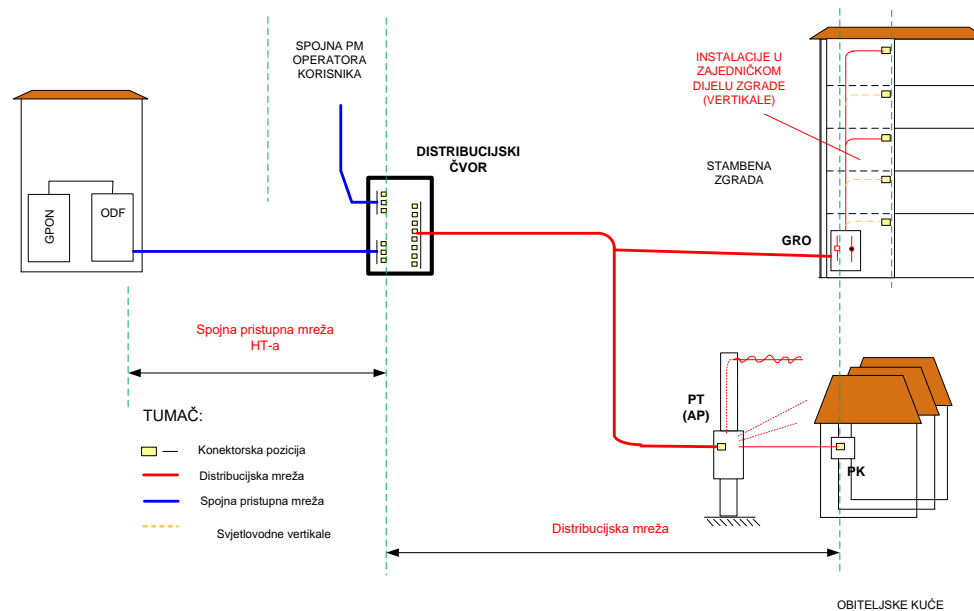 SPOJNA PM
OPERATORA
KORISNIKA
INSTALACIJE U
ZAJEDNIČKOM
DIJELU ZGRADE
(VERTIKALE)
DISTRIBUCIJSKI
ČVOR
STAMBENA
ZGRADA
GPON
ODF
GRO
Spojna pristupna mreža
HT-a
PT
(AP)
PK
TUMAČ:
Konektorska pozicija
Distribucijska mreža
Spojna pristupna mreža
Svjetlovodne vertikale
Distribucijska mreža
OBITELJSKE KUĆE